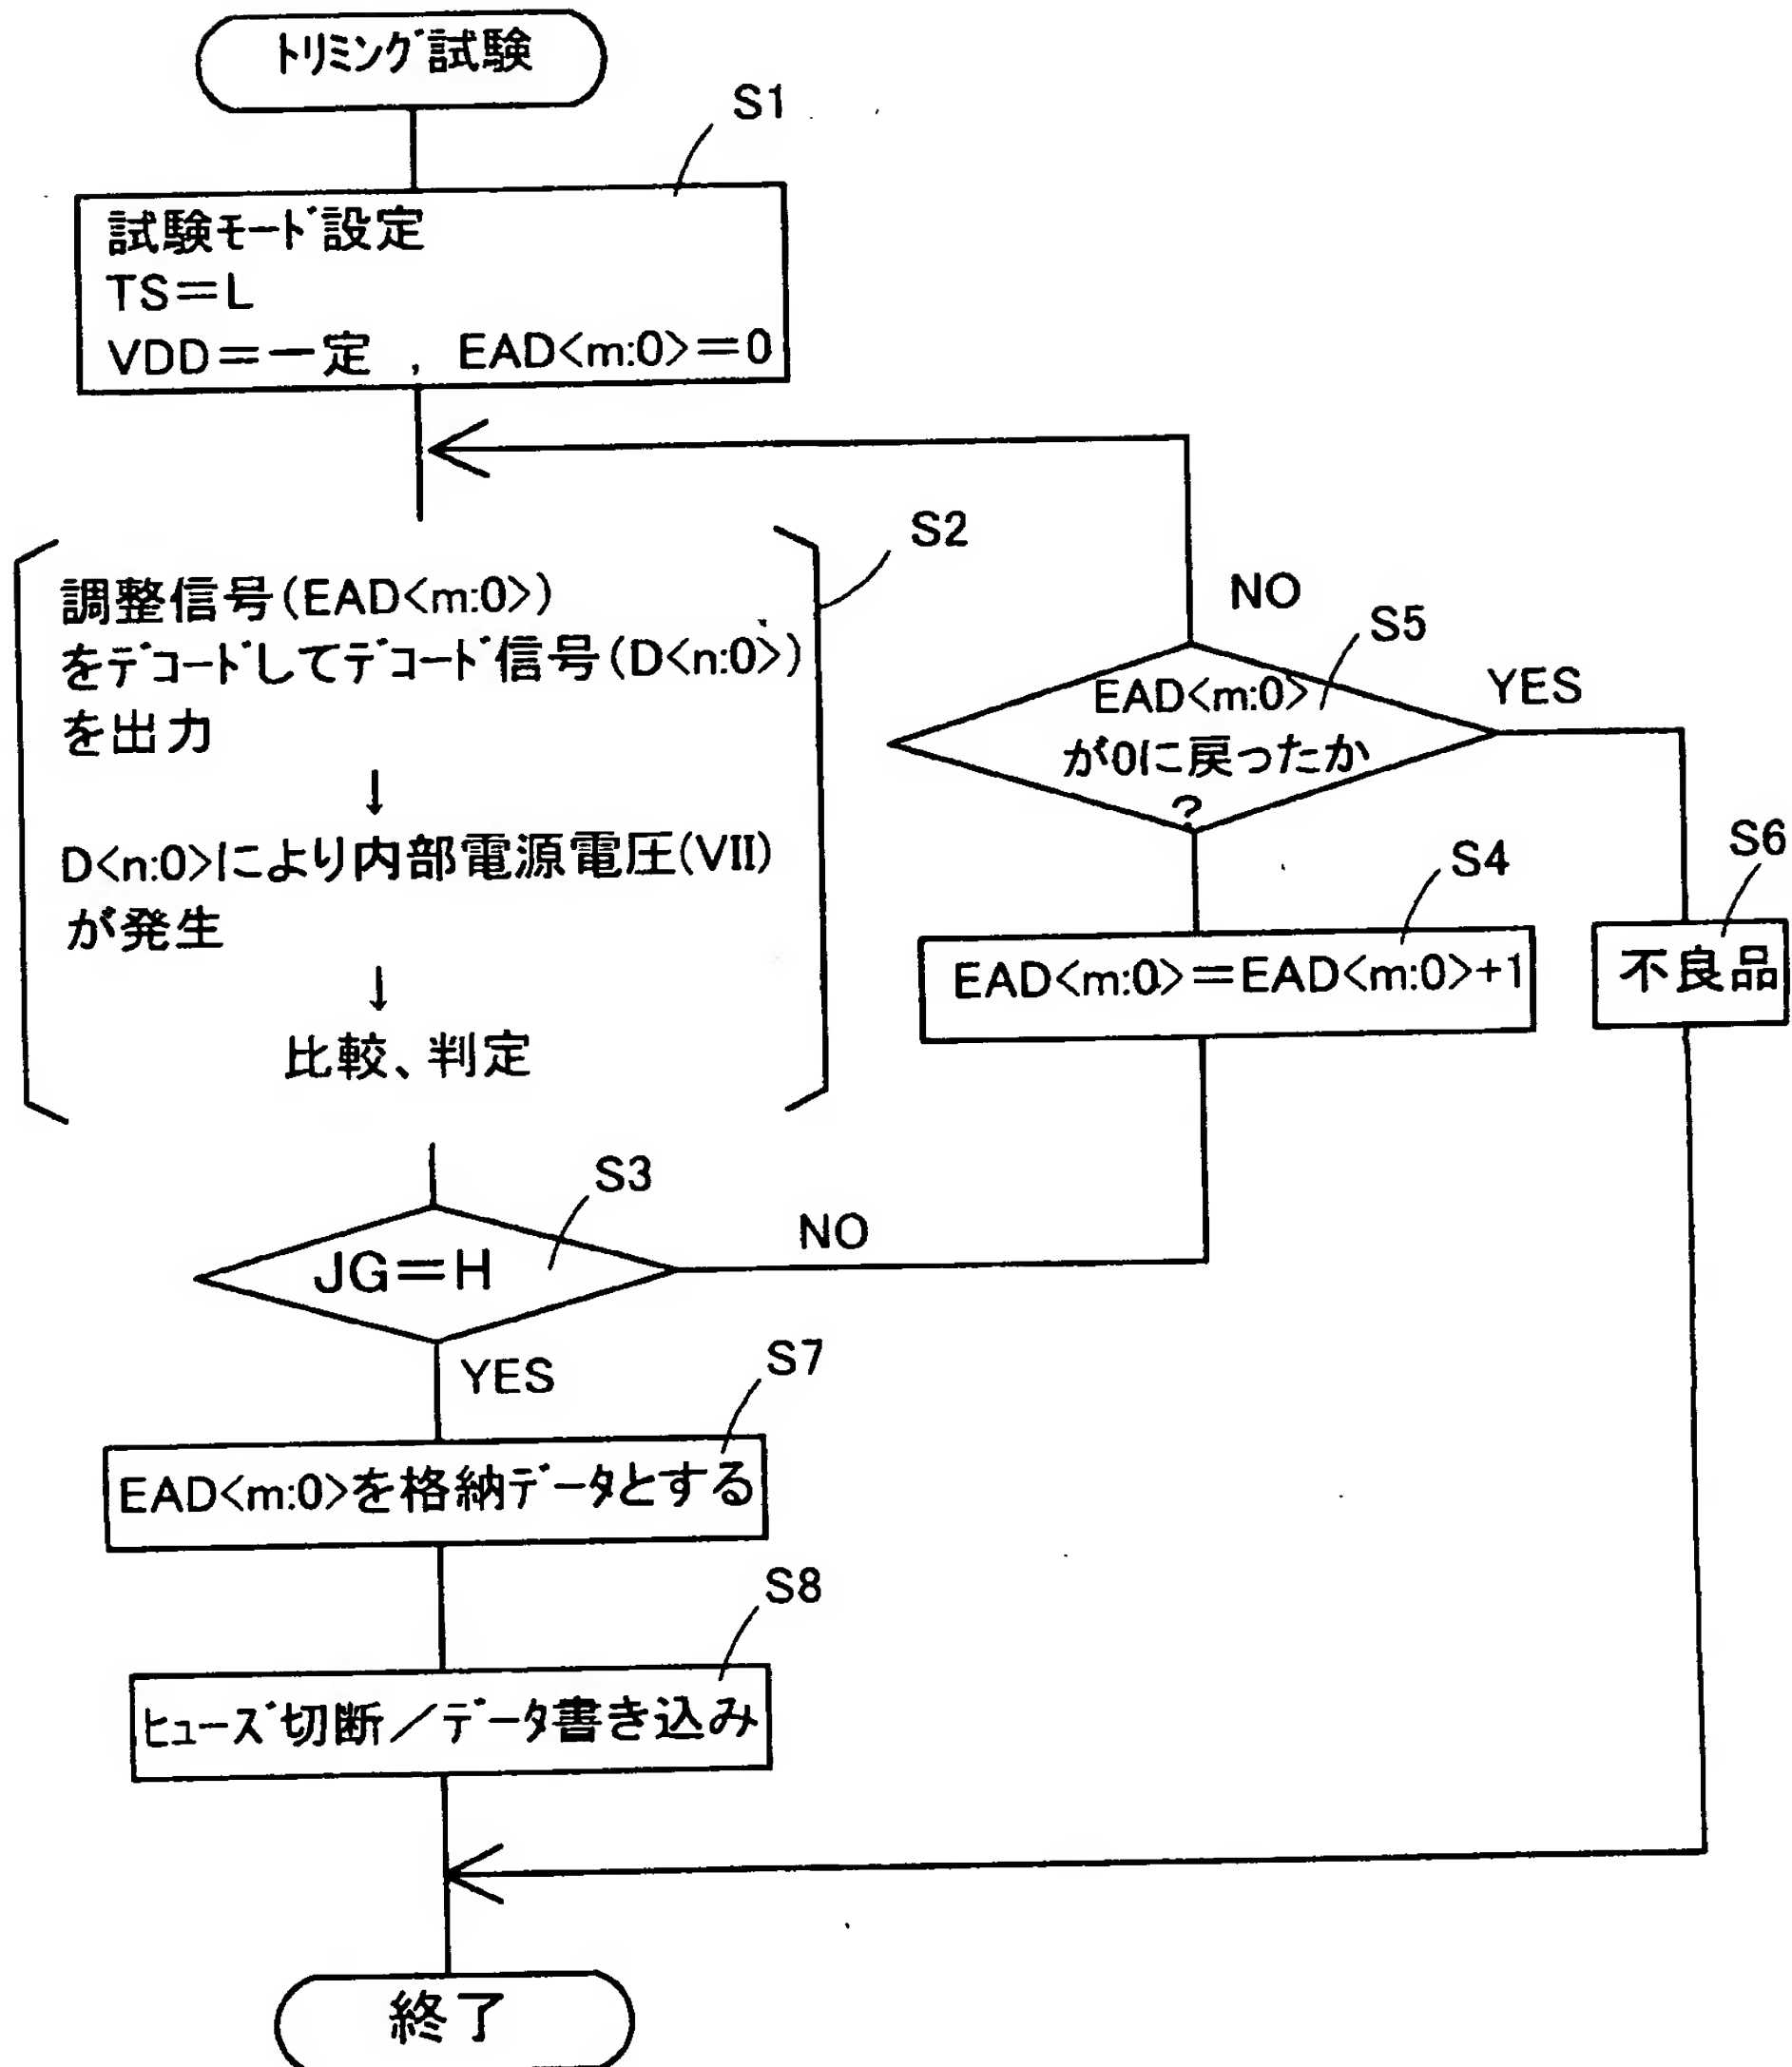 トリミング試験
S1
試験モード設定
TS=L
VDD=一定 , EAD<m:0>=0
S2
調整信号(EAD<m:0>)
をデコードしてデコード信号(D<n:0>)
を出力
↓
D<n:0>により内部電源電圧(VII)
が発生
↓
比較、判定
NO
S5
EAD<m:0>
が0に戻ったか
?
YES
S4
EAD<m:0>=EAD<m:0>+1
S6
不良品
S3
JG=H
NO
YES
S7
EAD<m:0>を格納データとする
S8
ヒューズ切断/データ書き込み
終了